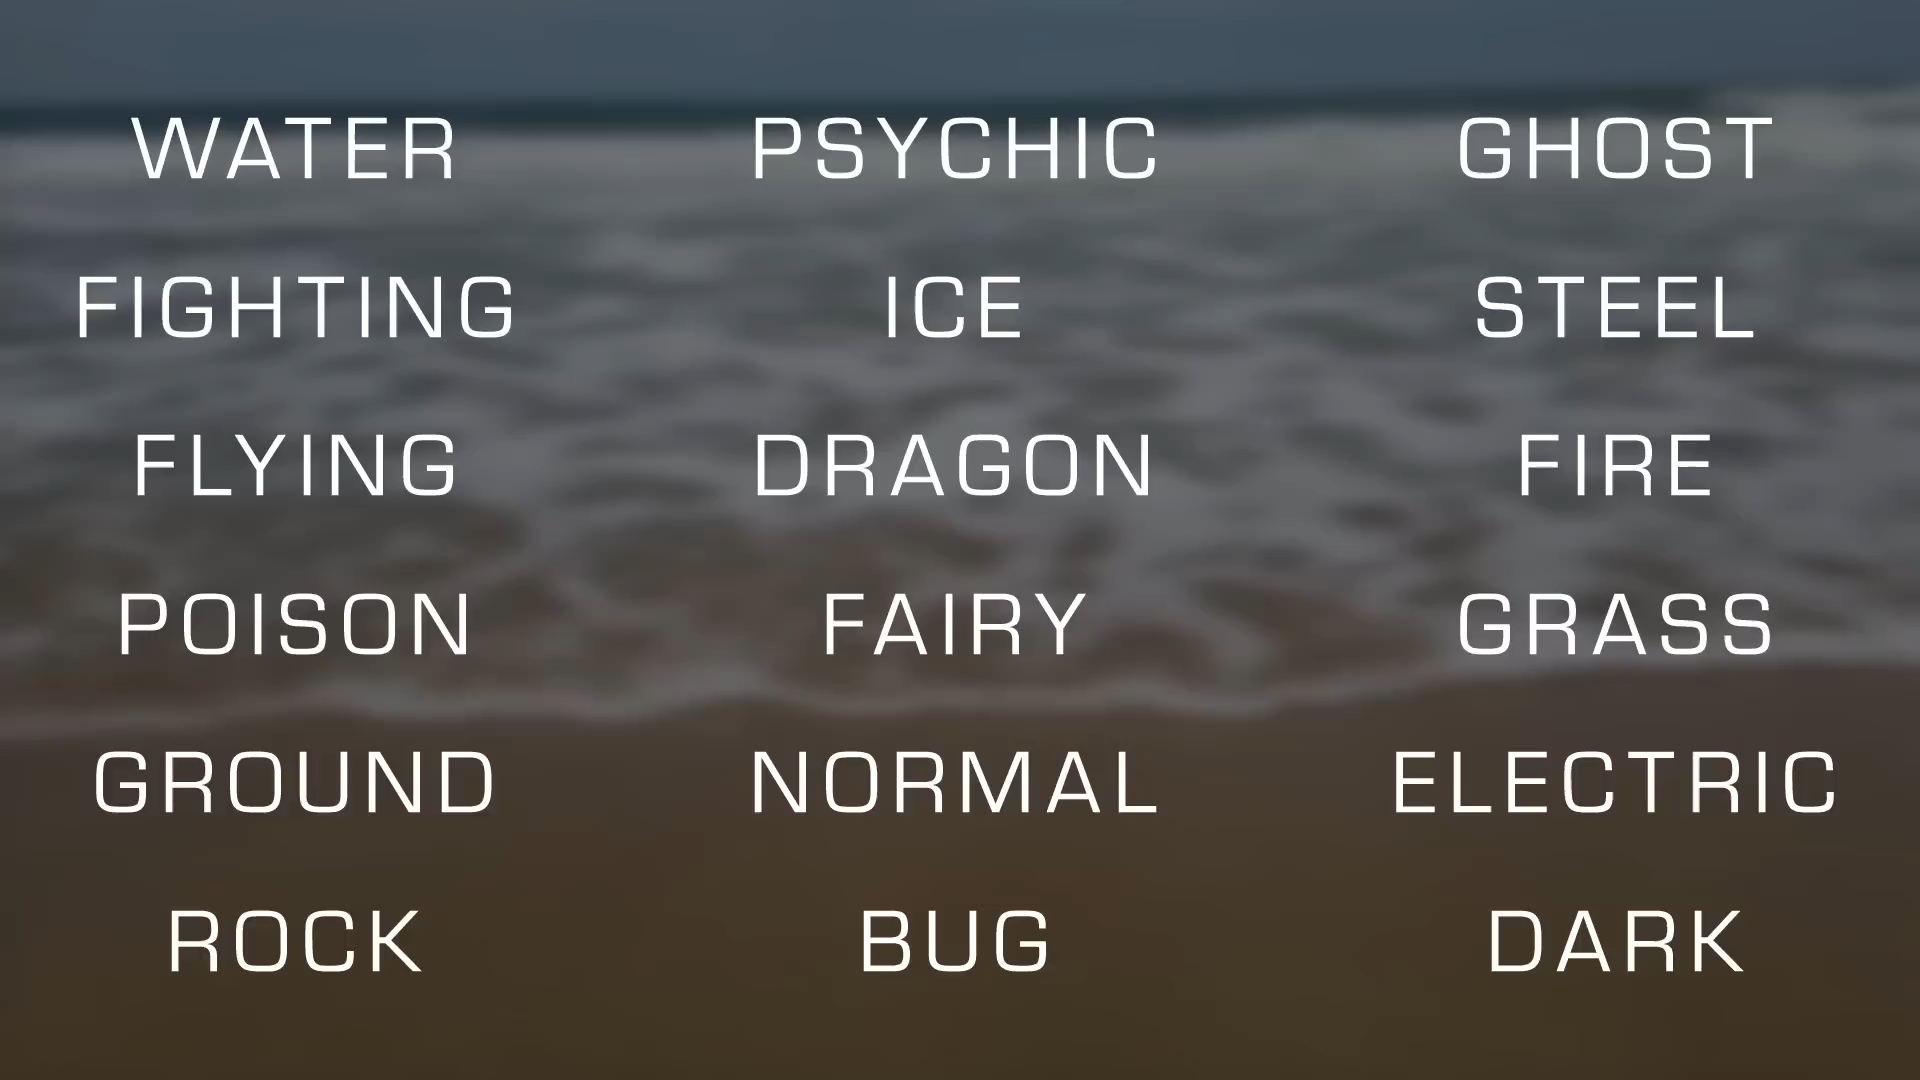 WATER PSYCHIC GHOST
FIGHTING ICE STEEL
FLYING DRAGON FIRE
POISON FAIRY GRASS
GROUND NORMAL ELECTRIC
ROCK BUG DARK